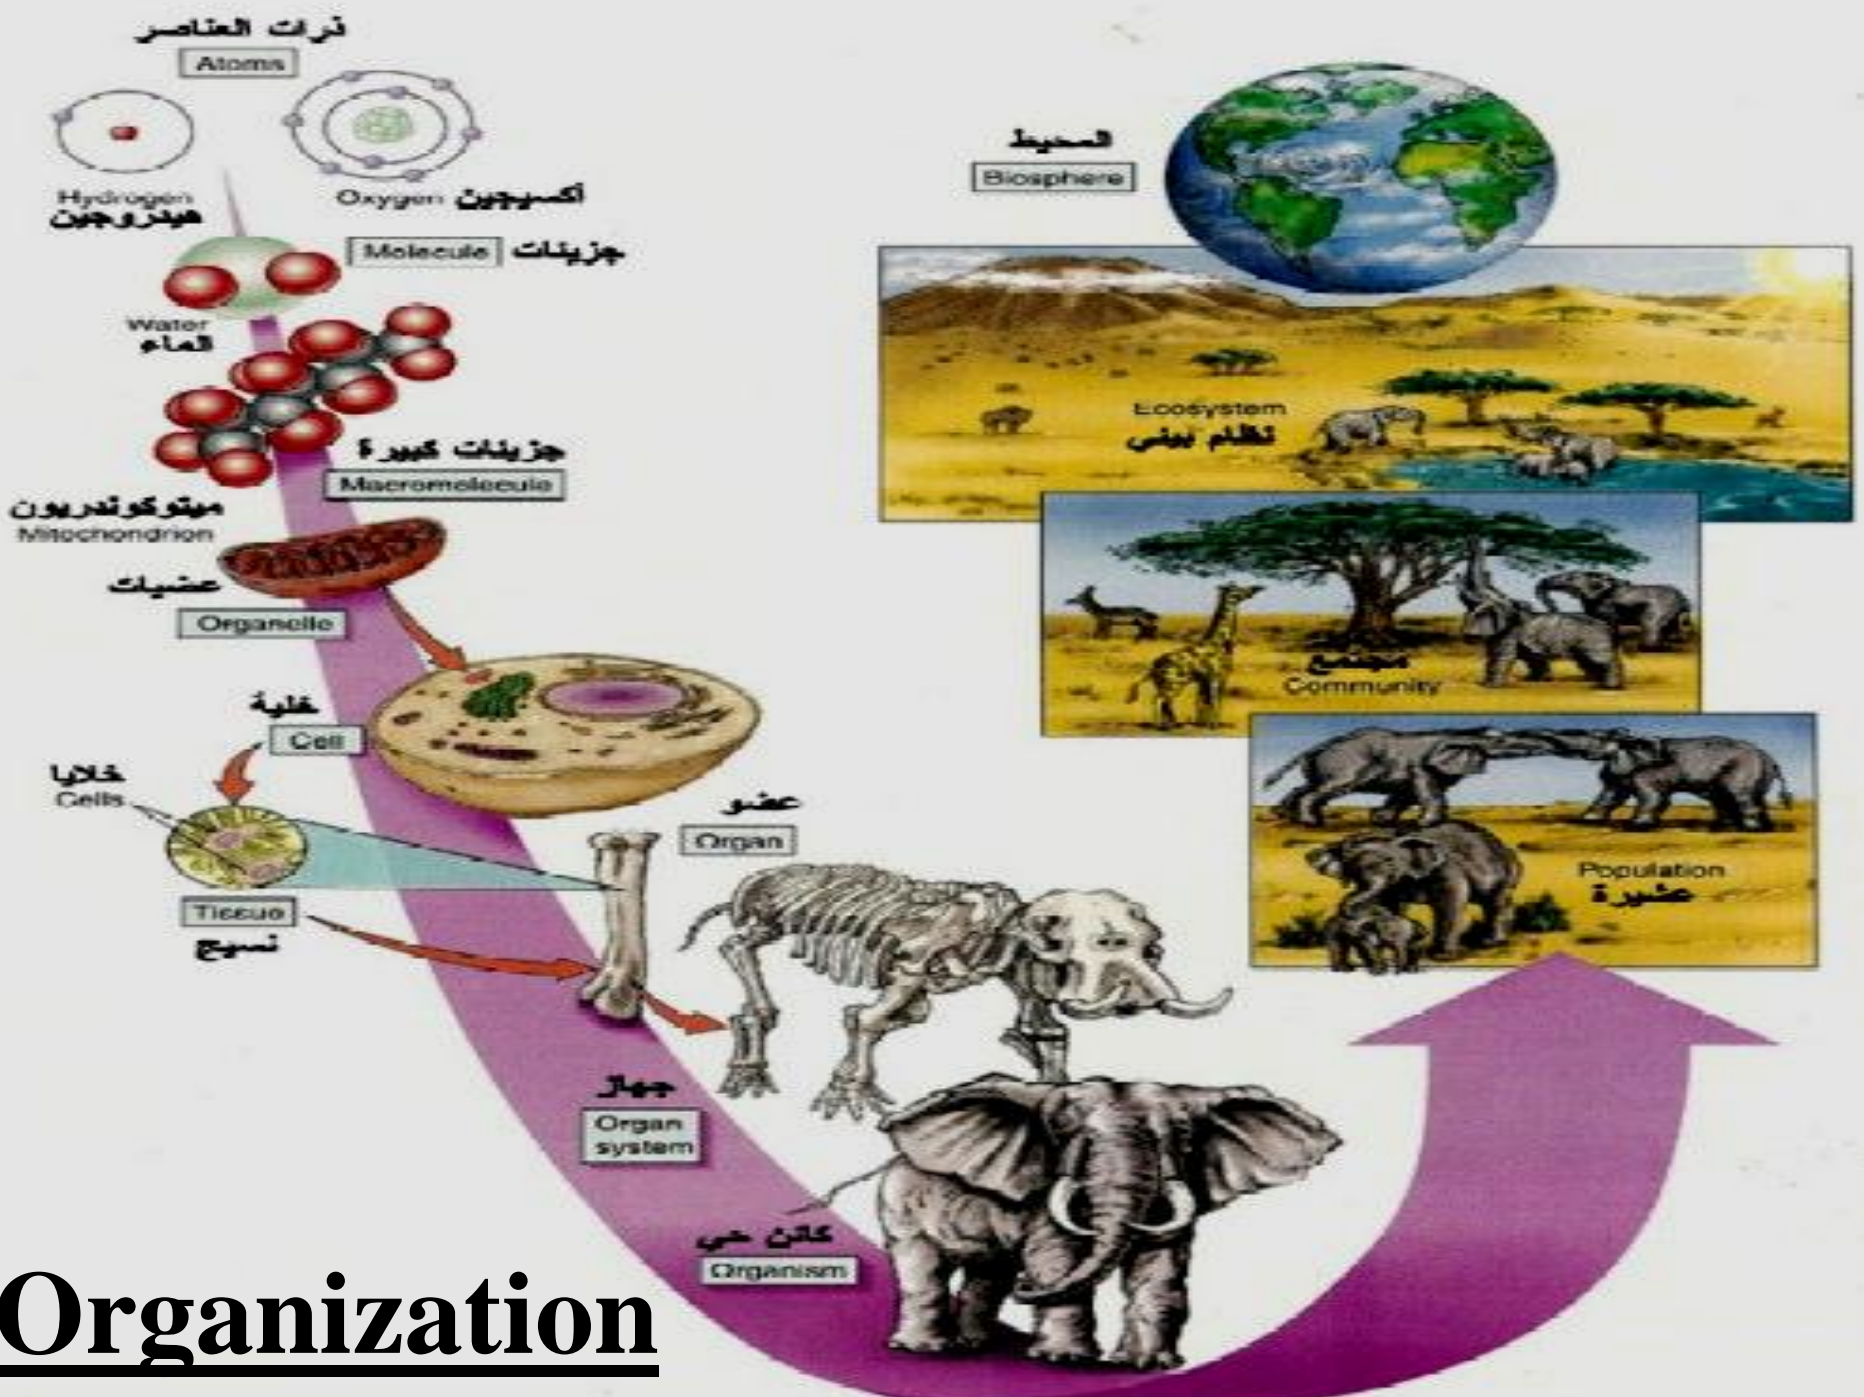 ذرات العناصر
Atoms
Hydrogen
هيدروجين
Oxygen أكسيجين
Molecule جزيئات
Water
الماء
جزيئات كبيرة
Macromolecule
ميتوكوندريون
Mitochondrion
عضيات
Organelle
خلية
Cell
خلايا
Cells
عضو
Organ
Tissue
نسيج
جهاز
Organ
system
كائن حي
Organism
المحيط
Biosphere
Ecosystem
نظام بيئي
مجتمع
Community
Population
عشيرة
Organization